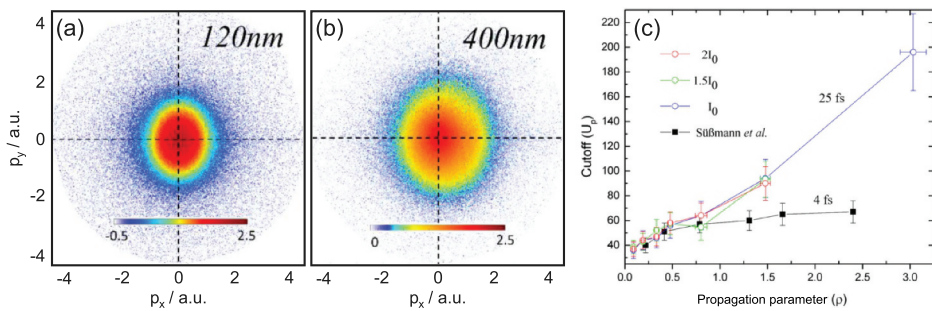 (a)
120nm
4
2
0
-2
-4
-0.5
2.5
-4
-2
0
2
4
p_x / a.u.
p_y / a.u.
(b)
400nm
0
2.5
-4
-2
0
2
4
p_x / a.u.
(c)
220
200
180
160
140
120
100
80
60
40
Cutoff (U_p)
2I_0
1.5I_0
I_0
Süßmann et al.
25 fs
4 fs
0.0
0.5
1.0
1.5
2.0
2.5
3.0
Propagation parameter (ρ)